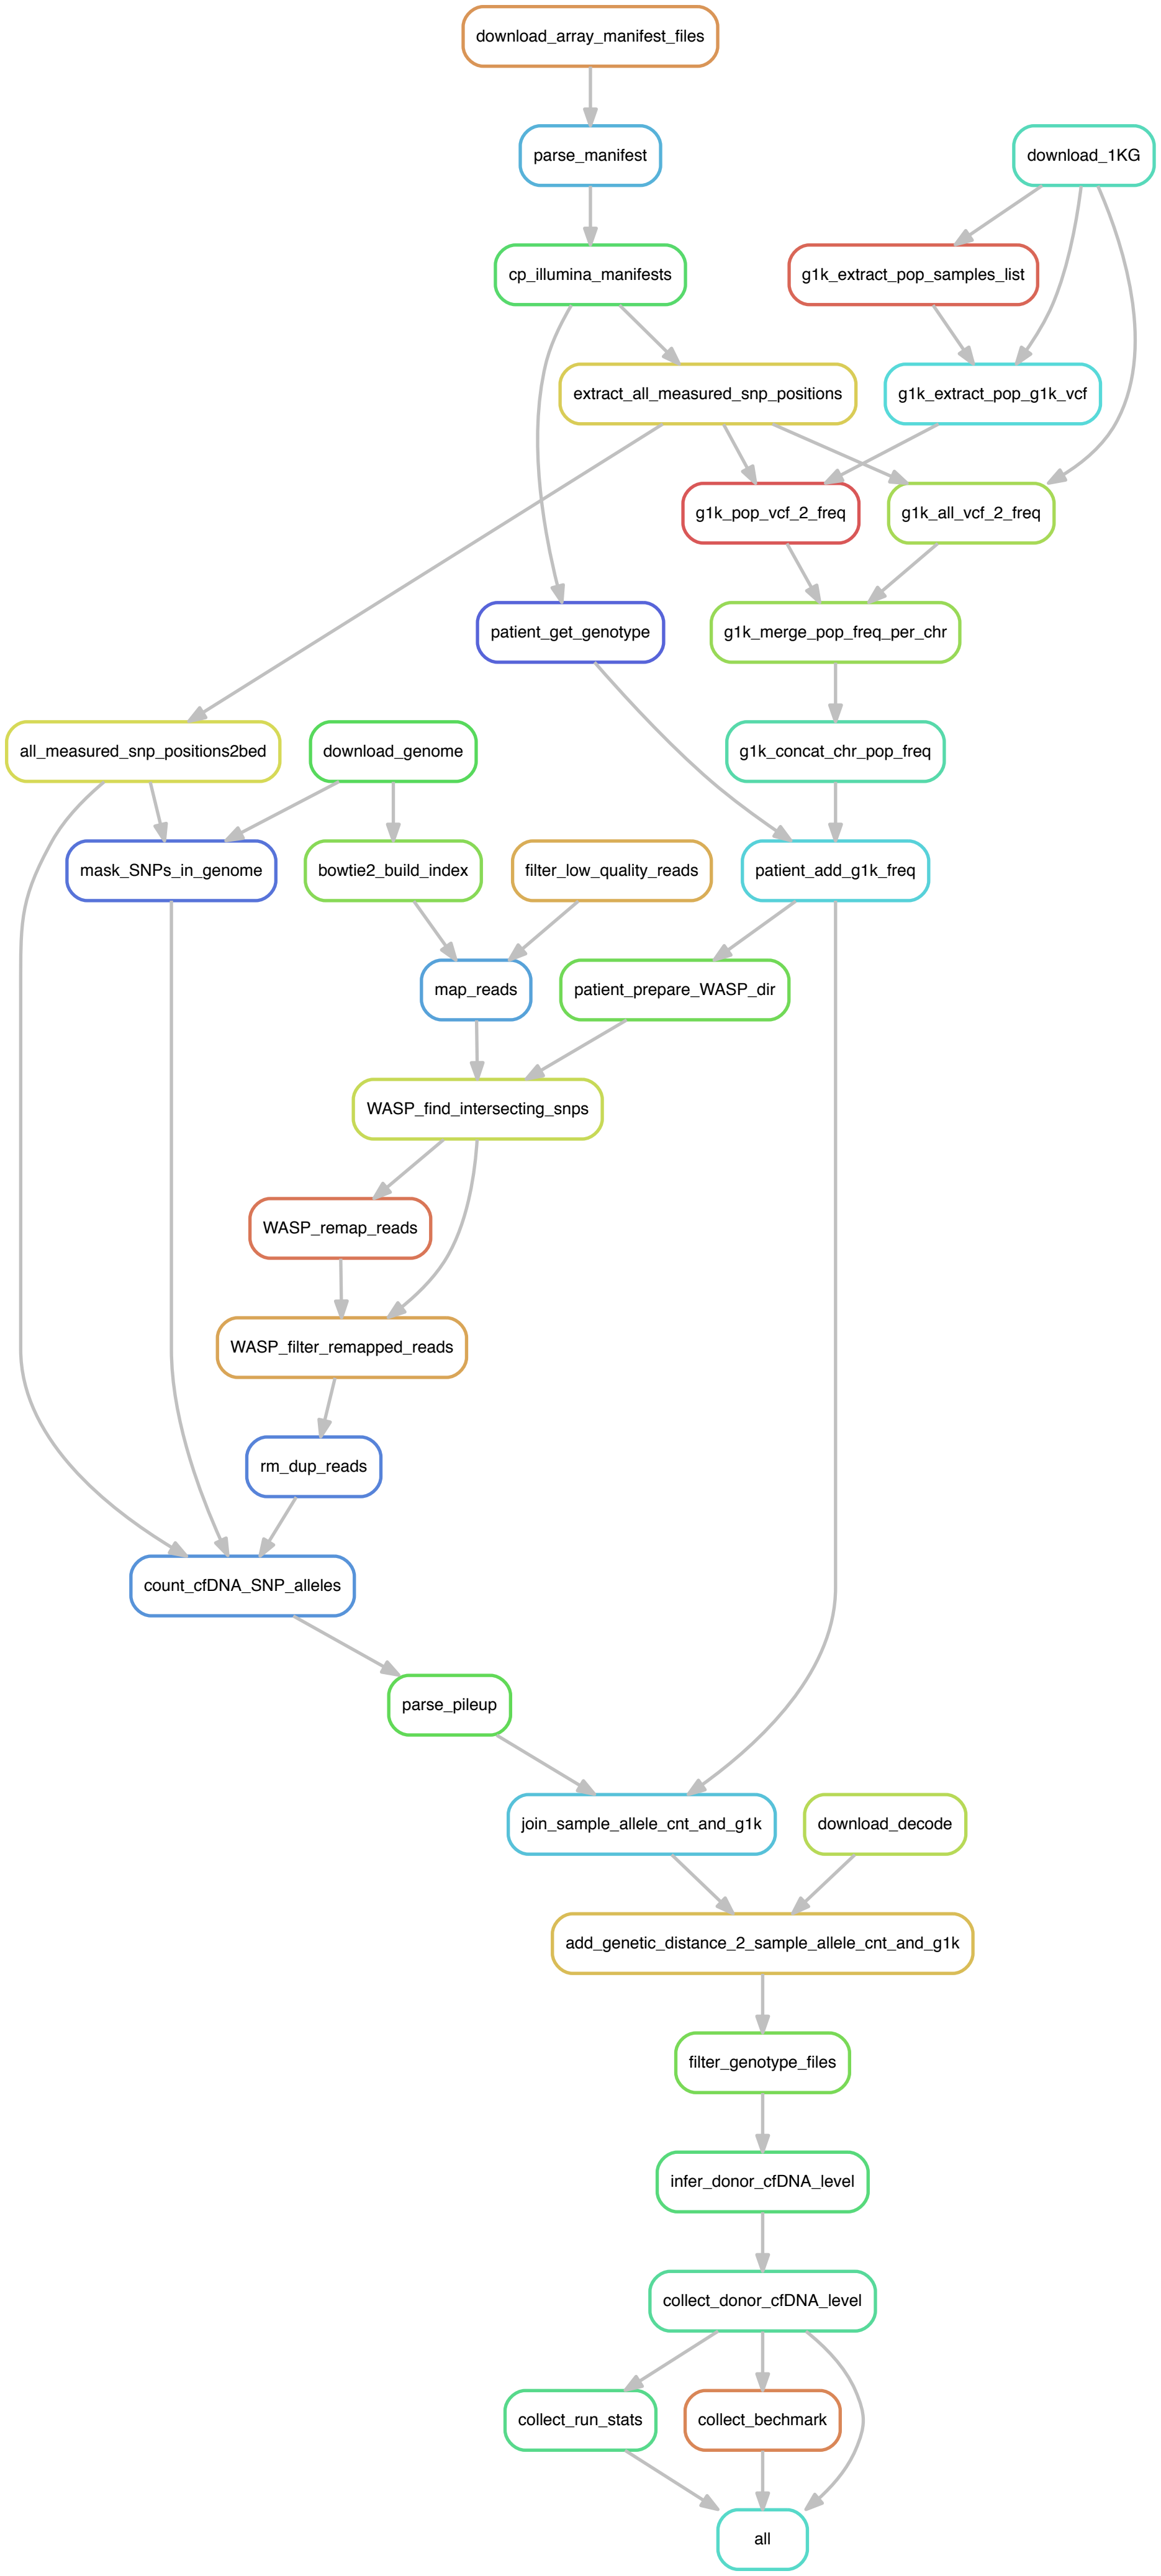 download_array_manifest_files
parse_manifest
download_1KG
cp_illumina_manifests
g1k_extract_pop_samples_list
extract_all_measured_snp_positions
g1k_extract_pop_g1k_vcf
g1k_pop_vcf_2_freq
g1k_all_vcf_2_freq
patient_get_genotype
g1k_merge_pop_freq_per_chr
all_measured_snp_positions2bed
download_genome
g1k_concat_chr_pop_freq
mask_SNPs_in_genome
bowtie2_build_index
filter_low_quality_reads
patient_add_g1k_freq
map_reads
patient_prepare_WASP_dir
WASP_find_intersecting_snps
WASP_remap_reads
WASP_filter_remapped_reads
rm_dup_reads
count_cfDNA_SNP_alleles
parse_pileup
join_sample_allele_cnt_and_g1k
download_decode
add_genetic_distance_2_sample_allele_cnt_and_g1k
filter_genotype_files
infer_donor_cfDNA_level
collect_donor_cfDNA_level
collect_run_stats
collect_bechmark
all